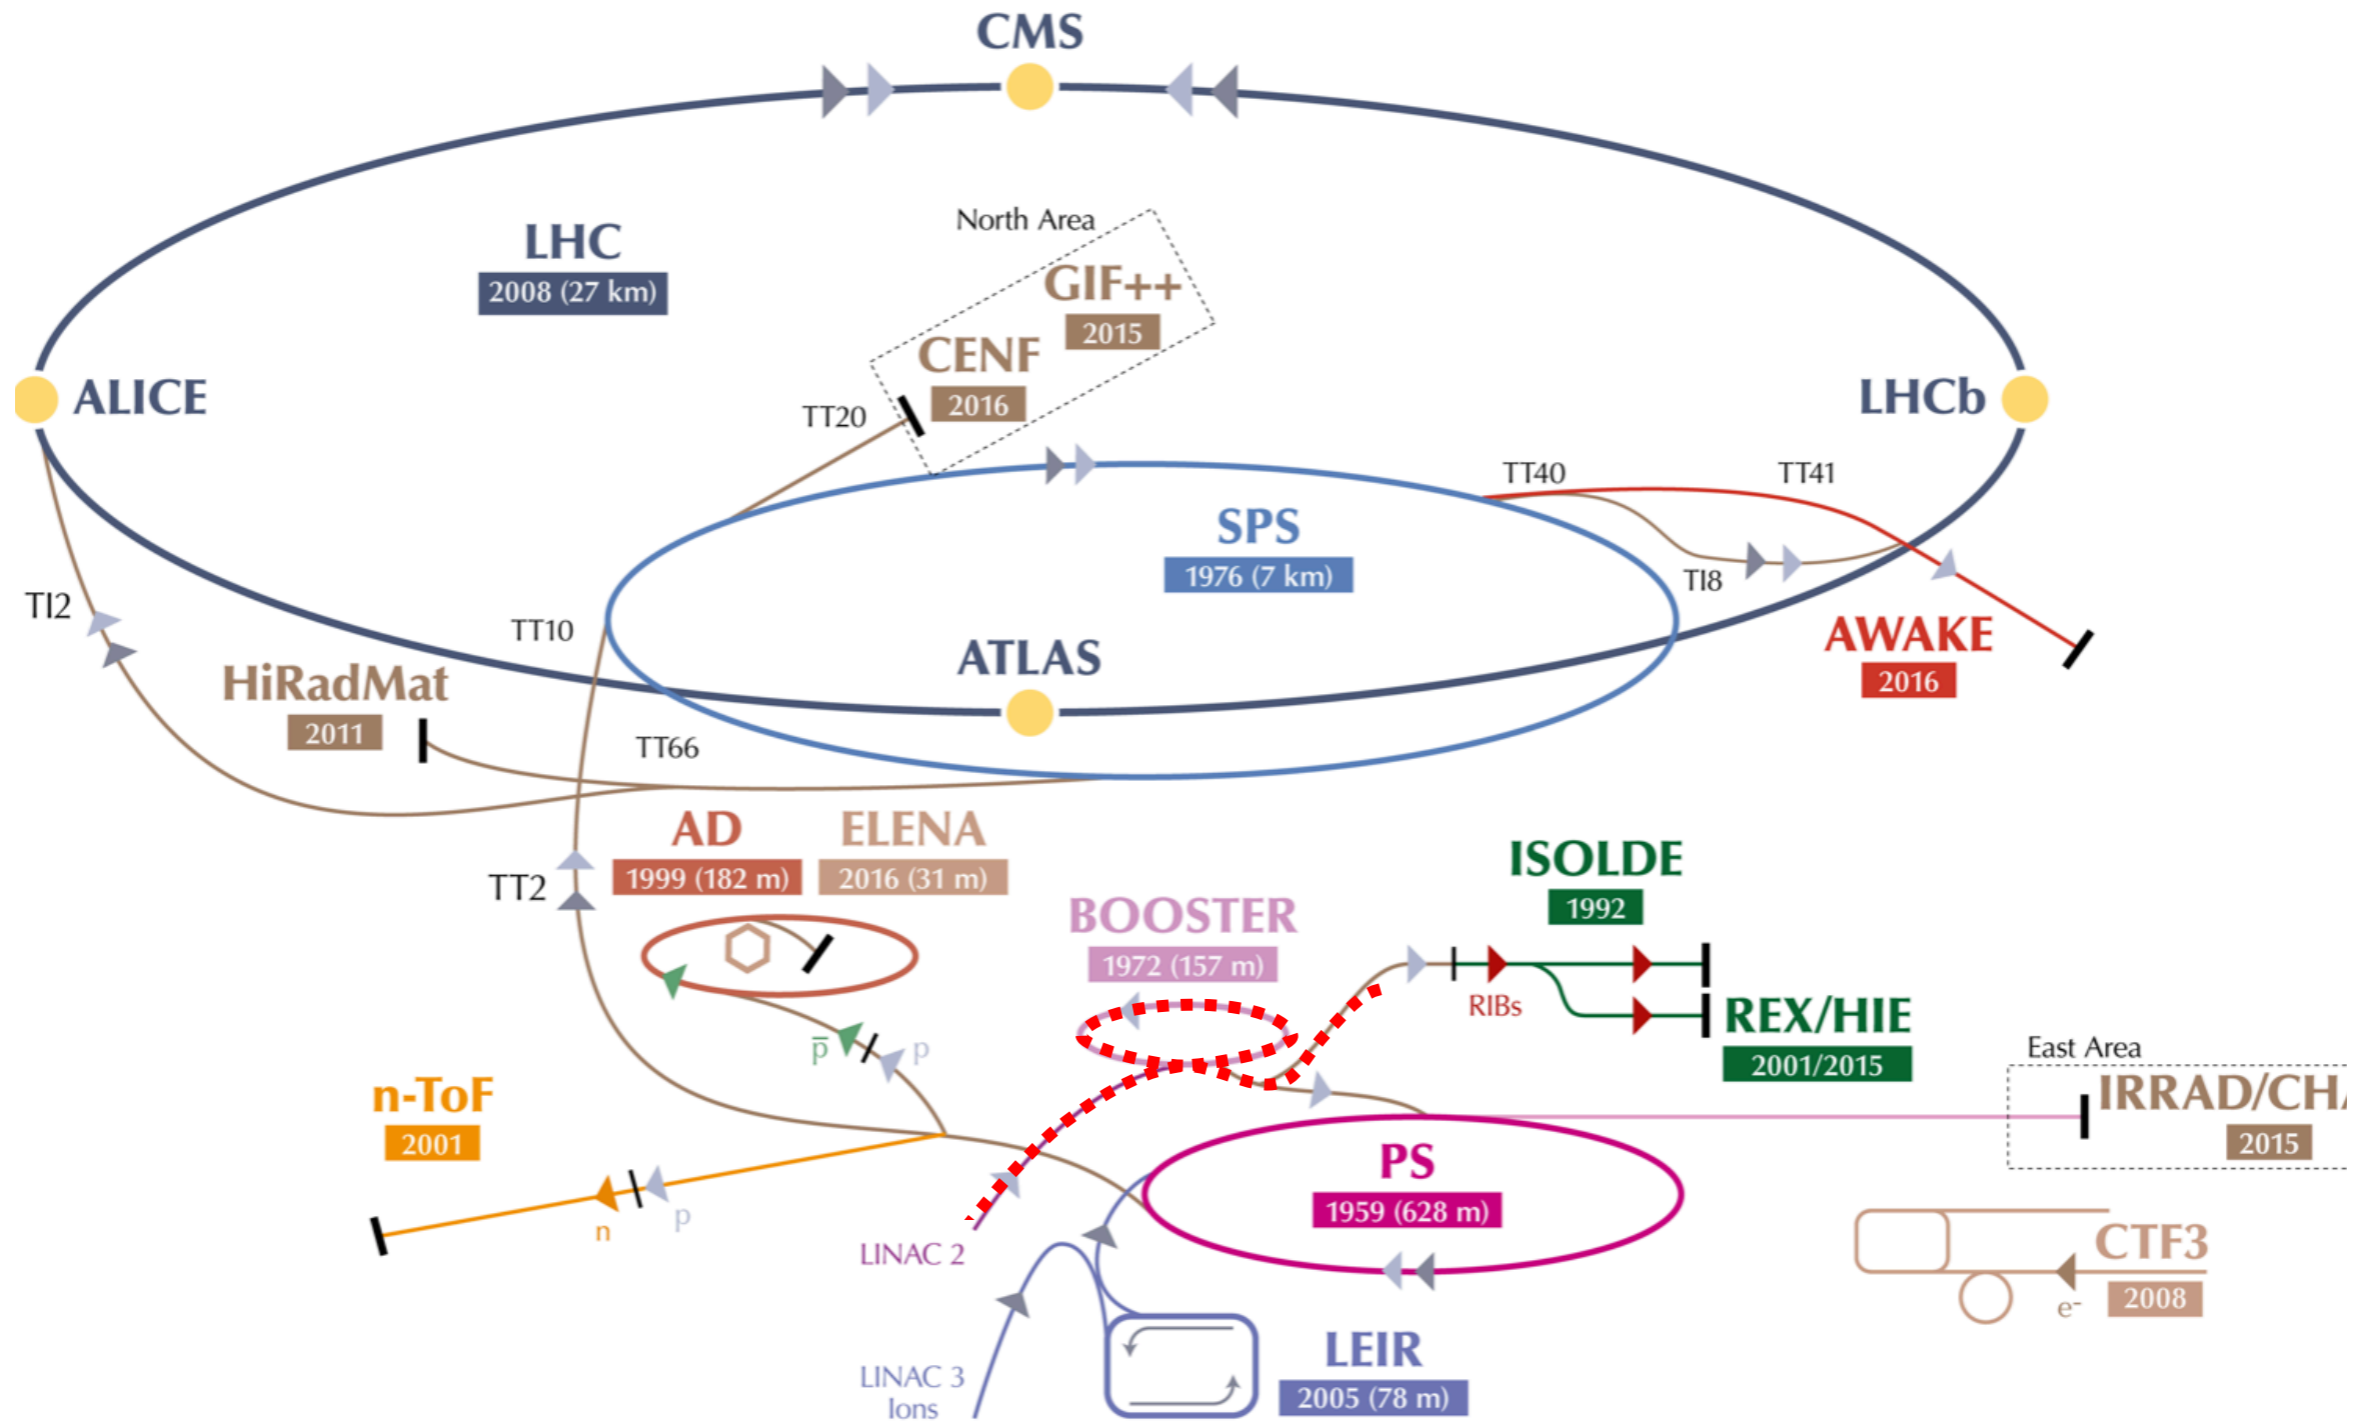 CMS
North Area
LHC
2008 (27 km)
GIF++
2015
CENF
2016
ALICE
LHCb
TT20
TT40
TT41
SPS
1976 (7 km)
TI8
TI2
TT10
ATLAS
AWAKE
2016
HiRadMat
2011
TT66
AD
1999 (182 m)
ELENA
2016 (31 m)
TT2
ISOLDE
1992
BOOSTER
1972 (157 m)
RIBs
REX/HIE
2001/2015
p̅
p
East Area
IRRAD/CHA
2015
n-ToF
2001
PS
1959 (628 m)
n
p
LINAC 2
CTF3
2008
e-
LEIR
2005 (78 m)
LINAC 3
Ions